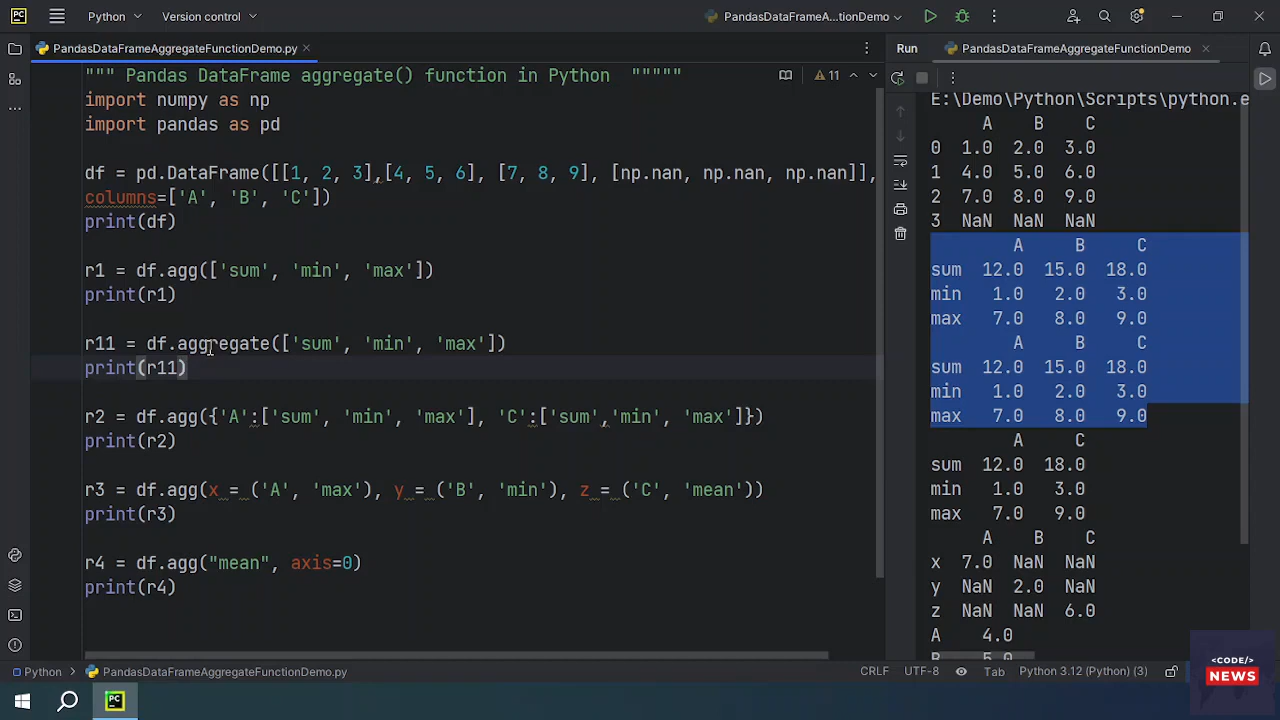 PC
Python
Version control
PandasDataFrameA...tionDemo
PandasDataFrameAggregateFunctionDemo.py
Run
PandasDataFrameAggregateFunctionDemo
11
""" Pandas DataFrame aggregate() function in Python """""
import numpy as np
import pandas as pd
df = pd.DataFrame([[1, 2, 3],[4, 5, 6], [7, 8, 9], [np.nan, np.nan, np.nan]],
columns=['A', 'B', 'C'])
print(df)
r1 = df.agg(['sum', 'min', 'max'])
print(r1)
r11 = df.aggregate(['sum', 'min', 'max'])
print(r11)
r2 = df.agg({'A':['sum', 'min', 'max'], 'C':['sum','min', 'max']})
print(r2)
r3 = df.agg(x = ('A', 'max'), y = ('B', 'min'), z = ('C', 'mean'))
print(r3)
r4 = df.agg("mean", axis=0)
print(r4)
E:\Demo\Python\Scripts\python.e
A B C
0 1.0 2.0 3.0
1 4.0 5.0 6.0
2 7.0 8.0 9.0
3 NaN NaN NaN
A B C
sum 12.0 15.0 18.0
min 1.0 2.0 3.0
max 7.0 8.0 9.0
A B C
sum 12.0 15.0 18.0
min 1.0 2.0 3.0
max 7.0 8.0 9.0
A C
sum 12.0 18.0
min 1.0 3.0
max 7.0 9.0
A B C
x 7.0 NaN NaN
y NaN 2.0 NaN
z NaN NaN 6.0
A 4.0
B 5.0
Python
PandasDataFrameAggregateFunctionDemo.py
CRLF
UTF-8
Tab
Python 3.12 (Python) (3)
<CODE/>
NEWS
PC